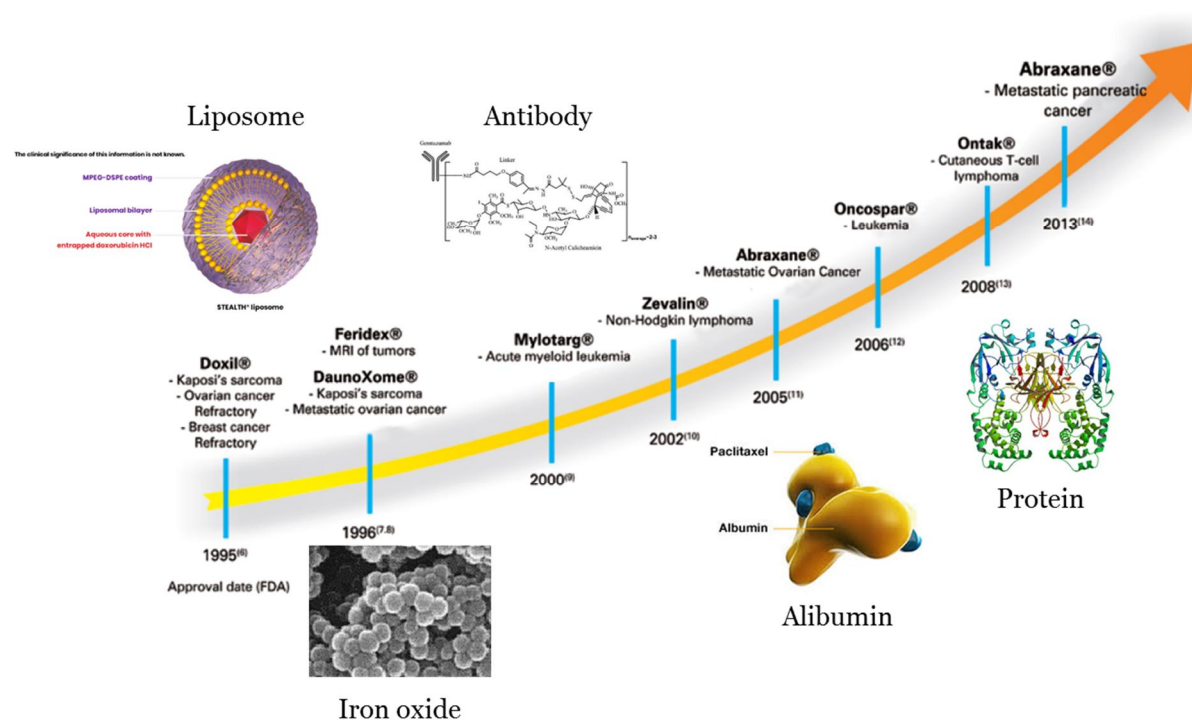 Liposome
The clinical significance of this information is not known.
MPEG-DSPE coating
Liposomal bilayer
Aqueous core with
entrapped doxorubicin HCl
STEALTH® liposome
Antibody
Gemtuzumab
Linker
N-Acetyl Calicheamicin
Doxil®
- Kaposi's sarcoma
- Ovarian cancer
Refractory
- Breast cancer
Refractory
1995(6)
Approval date (FDA)
Feridex®
- MRI of tumors
DaunoXome®
- Kaposi's sarcoma
- Metastatic ovarian cancer
1996(7.8)
Iron oxide
Mylotarg®
- Acute myeloid leukemia
2000(9)
Zevalin®
- Non-Hodgkin lymphoma
2002(10)
Abraxane®
- Metastatic Ovarian Cancer
2005(11)
Oncospar®
- Leukemia
2006(12)
Ontak®
- Cutaneous T-cell
lymphoma
2008(13)
Abraxane®
- Metastatic pancreatic
cancer
2013(14)
Paclitaxel
Albumin
Alibumin
Protein